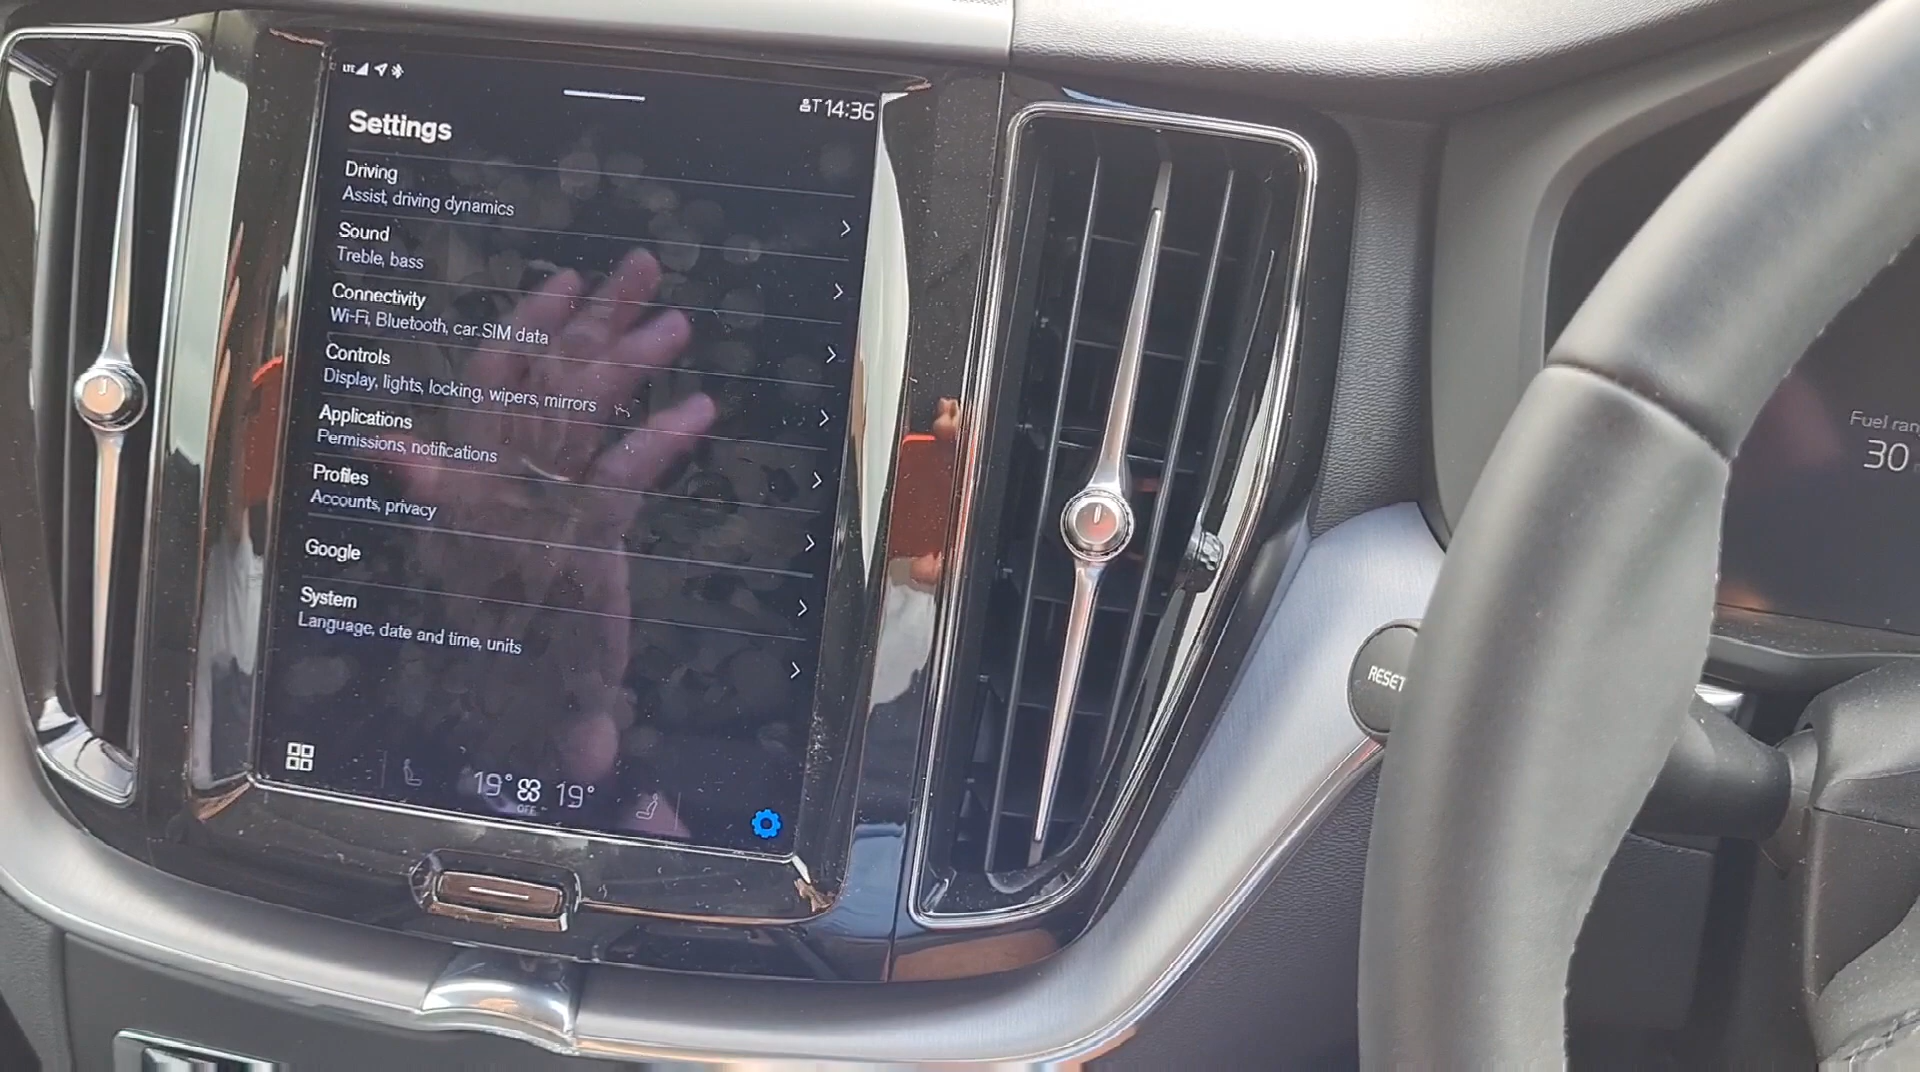 LTE
T 14:36
Settings
Driving
Assist, driving dynamics
Sound
Treble, bass
Connectivity
Wi-Fi, Bluetooth, car SIM data
Controls
Display, lights, locking, wipers, mirrors
Applications
Permissions, notifications
Profiles
Accounts, privacy
Google
System
Language, date and time, units
19° 19°
OFF
RESET
Fuel ran
30